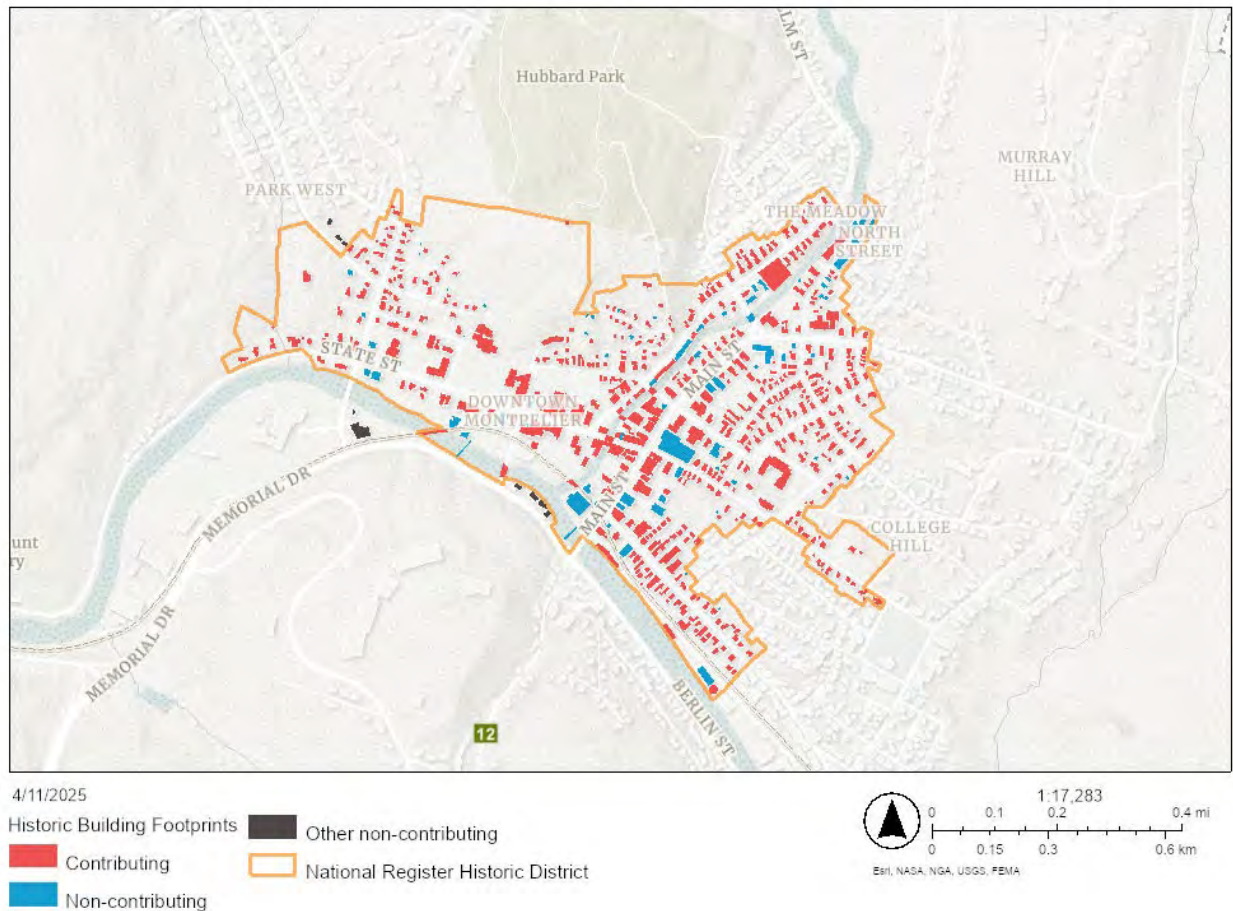 ELM ST
Hubbard Park
MURRAY
HILL
PARK WEST
THE MEADOW
NORTH
STREET
STATE ST
MAIN ST
DOWNTOWN
MONTPELIER
MAIN ST
MEMORIAL DR
COLLEGE
HILL
unt
ry
MEMORIAL DR
BERLIN ST
12
4/11/2025
Historic Building Footprints
Contributing
Non-contributing
Other non-contributing
National Register Historic District
1:17,283
0 0.1 0.2 0.4 mi
0 0.15 0.3 0.6 km
Esri, NASA, NGA, USGS, FEMA